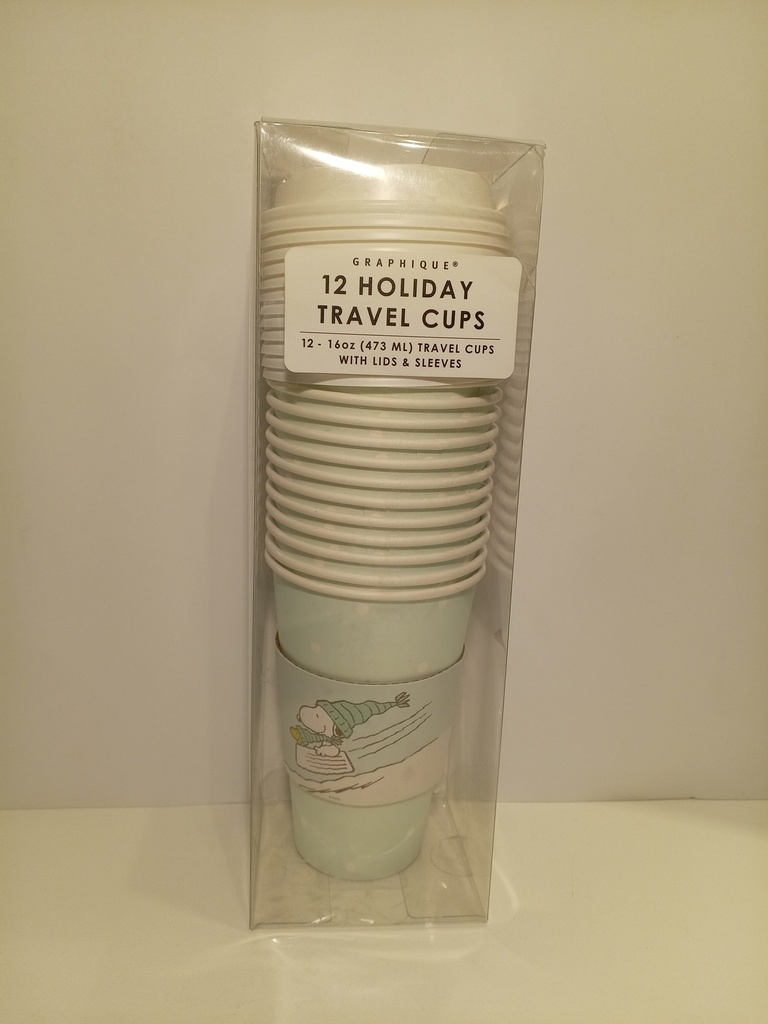 GRAPHIQUE®
12 HOLIDAY
TRAVEL CUPS
12 - 16oz (473 ML) TRAVEL CUPS
WITH LIDS & SLEEVES